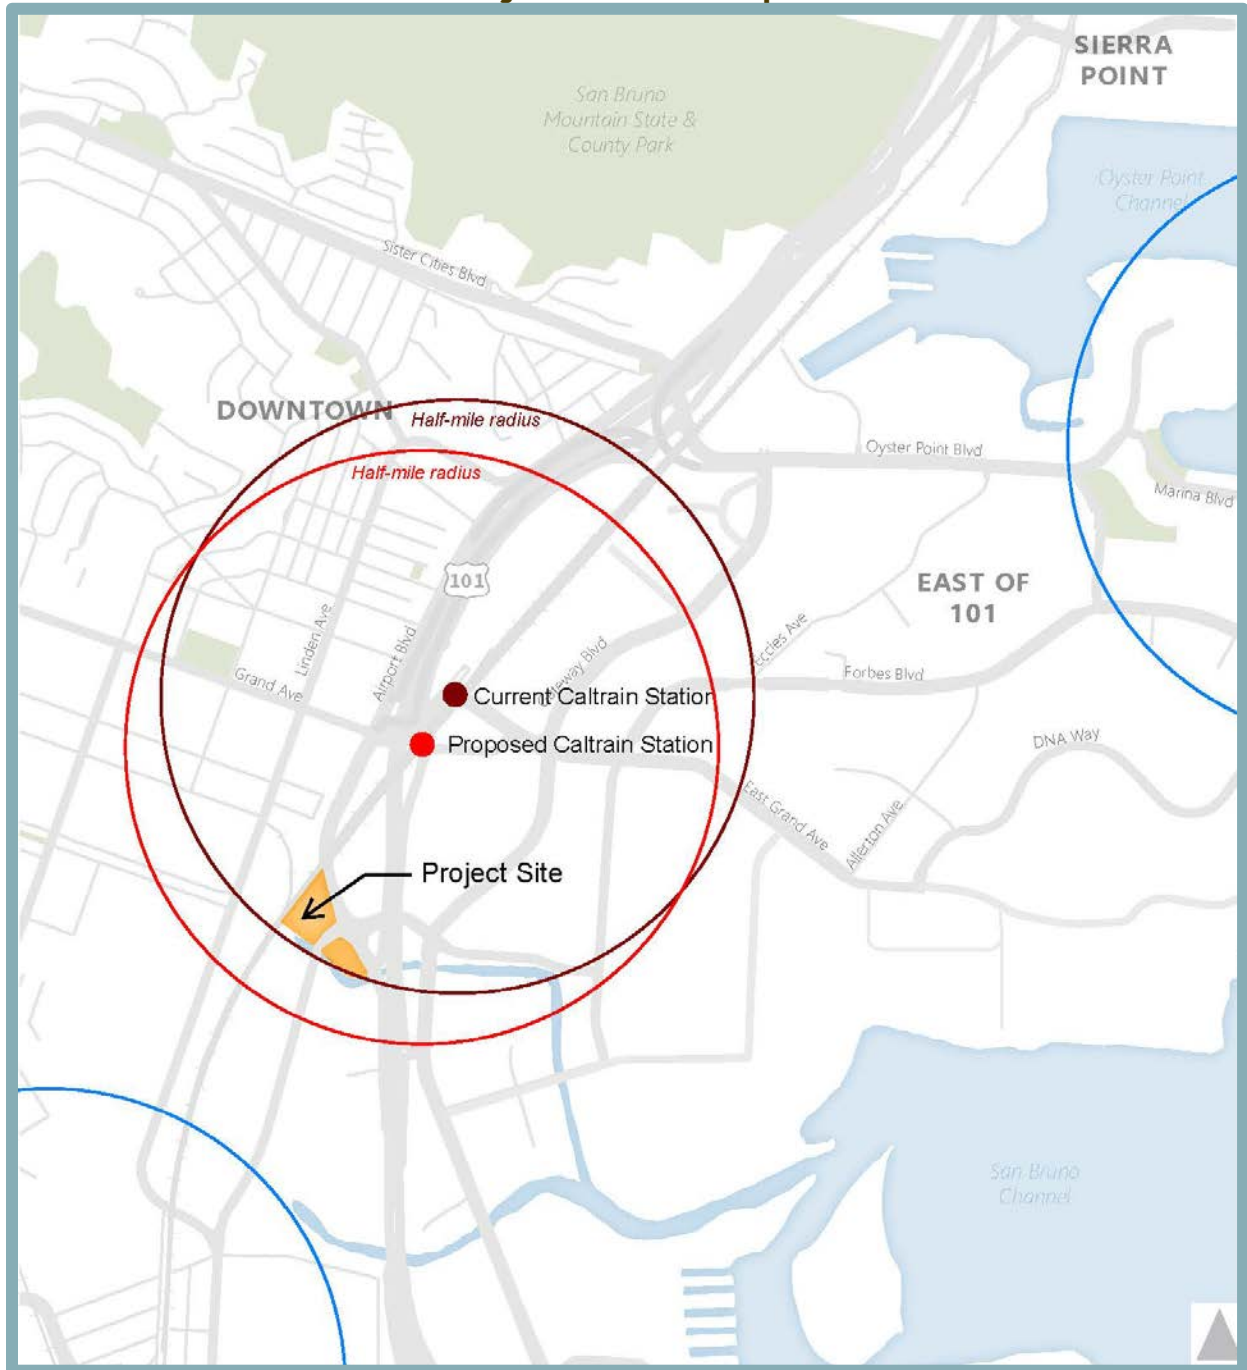 SIERRA
POINT
San Bruno
Mountain State &
County Park
Oyster Point
Channel
Sister Cities Blvd
DOWNTOWN
Half-mile radius
Half-mile radius
Oyster Point Blvd
Marina Blvd
101
EAST OF
101
Linden Ave
Airport Blvd
Eccles Ave
Grand Ave
Forbes Blvd
Current Caltrain Station
Proposed Caltrain Station
DNA Way
East Grand Ave
Allerton Ave
Project Site
San Bruno
Channel